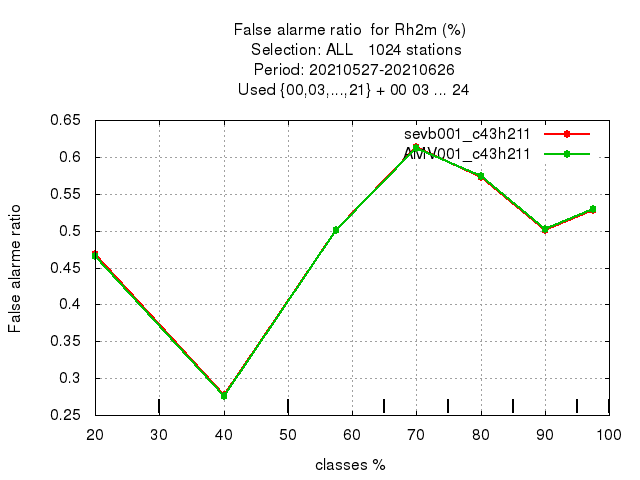 False alarme ratio  for Rh2m (%)
Selection: ALL   1024 stations
Period: 20210527-20210626
Used {00,03,...,21} + 00 03 ... 24
sevb001_c43h211
AMV001_c43h211
False alarme ratio
0.65
0.6
0.55
0.5
0.45
0.4
0.35
0.3
0.25
20 30 40 50 60 70 80 90 100
classes %